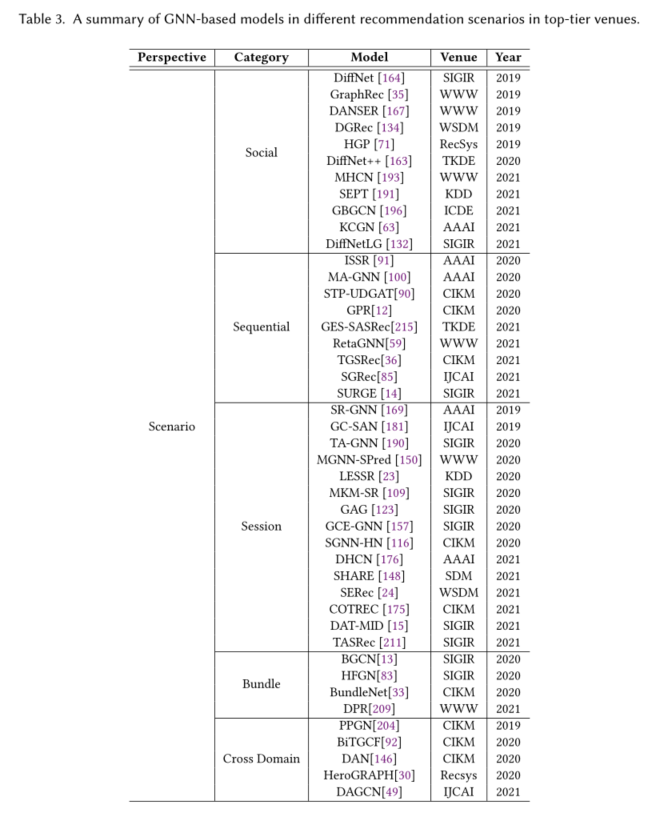 Table 3. A summary of GNN-based models in different recommendation scenarios in top-tier venues.
Perspective Category Model Venue Year
DiffNet [164] SIGIR 2019
GraphRec [35] WWW 2019
DANSER [167] WWW 2019
DGRec [134] WSDM 2019
HGP [71] RecSys 2019
Social DiffNet++ [163] TKDE 2020
MHCN [193] WWW 2021
SEPT [191] KDD 2021
GBGCN [196] ICDE 2021
KCGN [63] AAAI 2021
DiffNetLG [132] SIGIR 2021
ISSR [91] AAAI 2020
MA-GNN [100] AAAI 2020
STP-UDGAT[90] CIKM 2020
GPR[12] CIKM 2020
Sequential GES-SASRec[215] TKDE 2021
RetaGNN[59] WWW 2021
TGSRec[36] CIKM 2021
SGRec[85] IJCAI 2021
SURGE [14] SIGIR 2021
SR-GNN [169] AAAI 2019
Scenario GC-SAN [181] IJCAI 2019
TA-GNN [190] SIGIR 2020
MGNN-SPred [150] WWW 2020
LESSR [23] KDD 2020
MKM-SR [109] SIGIR 2020
GAG [123] SIGIR 2020
Session GCE-GNN [157] SIGIR 2020
SGNN-HN [116] CIKM 2020
DHCN [176] AAAI 2021
SHARE [148] SDM 2021
SERec [24] WSDM 2021
COTREC [175] CIKM 2021
DAT-MID [15] SIGIR 2021
TASRec [211] SIGIR 2021
BGCN[13] SIGIR 2020
HFGN[83] SIGIR 2020
Bundle BundleNet[33] CIKM 2020
DPR[209] WWW 2021
PPGN[204] CIKM 2019
BiTGCF[92] CIKM 2020
Cross Domain DAN[146] CIKM 2020
HeroGRAPH[30] Recsys 2020
DAGCN[49] IJCAI 2021